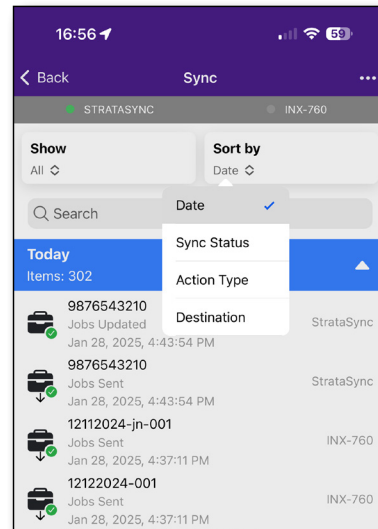 16:56
59
Back
Sync
STRATASYNC
INX-760
Show
All
Sort by
Date
Search
Date
Sync Status
Action Type
Destination
Today
Items: 302
9876543210
Jobs Updated
StrataSync
Jan 28, 2025, 4:43:54 PM
9876543210
Jobs Sent
StrataSync
Jan 28, 2025, 4:43:54 PM
12112024-jn-001
Jobs Sent
INX-760
Jan 28, 2025, 4:37:11 PM
12122024-001
Jobs Sent
INX-760
Jan 28, 2025, 4:37:11 PM